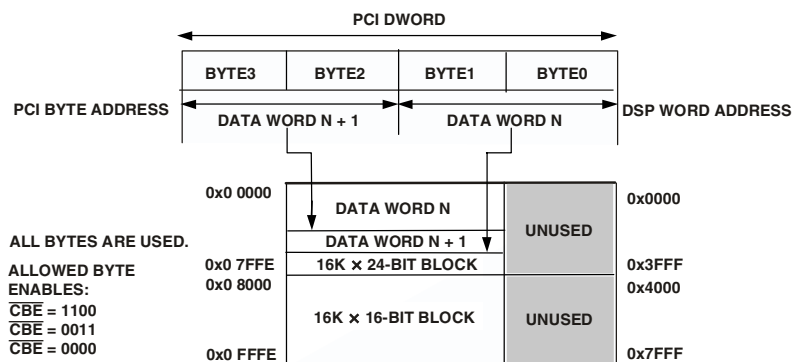 PCI DWORD
BYTE3 BYTE2 BYTE1 BYTE0
PCI BYTE ADDRESS
DATA WORD N + 1 DATA WORD N
DSP WORD ADDRESS
0x0 0000
DATA WORD N
0x0000
UNUSED
ALL BYTES ARE USED.
DATA WORD N + 1
0x0 7FFE 16K × 24-BIT BLOCK 0x3FFF
ALLOWED BYTE
ENABLES:
CBE = 1100
CBE = 0011
CBE = 0000
0x0 8000
0x4000
16K × 16-BIT BLOCK
UNUSED
0x0 FFFE
0x7FFF